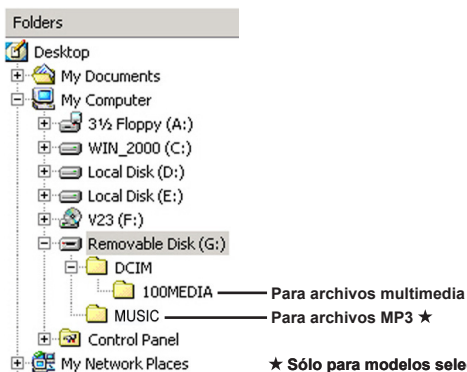 Folders
Desktop
My Documents
My Computer
3½ Floppy (A:)
WIN_2000 (C:)
Local Disk (D:)
Local Disk (E:)
V23 (F:)
Removable Disk (G:)
DCIM
100MEDIA Para archivos multimedia
MUSIC Para archivos MP3 ★
Control Panel
My Network Places ★ Sólo para modelos sele